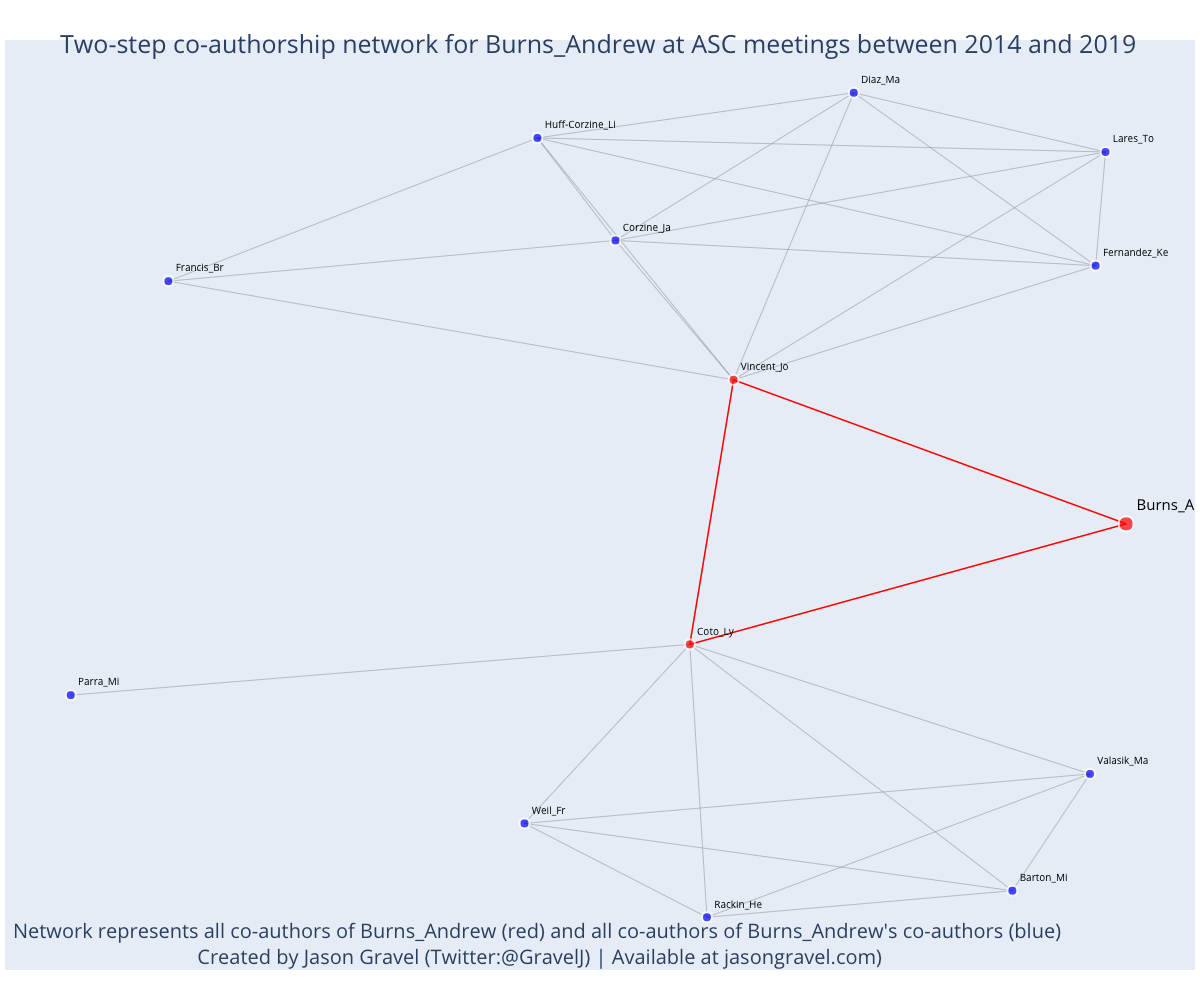 Two-step co-authorship network for Burns_Andrew at ASC meetings between 2014 and 2019
Diaz_Ma
Huff-Corzine_Li
Lares_To
Corzine_Ja
Fernandez_Ke
Francis_Br
Vincent_Jo
Burns_A
Coto_Ly
Parra_Mi
Valasik_Ma
Weil_Fr
Barton_Mi
Rackin_He
Network represents all co-authors of Burns_Andrew (red) and all co-authors of Burns_Andrew's co-authors (blue)
Created by Jason Gravel (Twitter:@GravelJ) | Available at jasongravel.com)